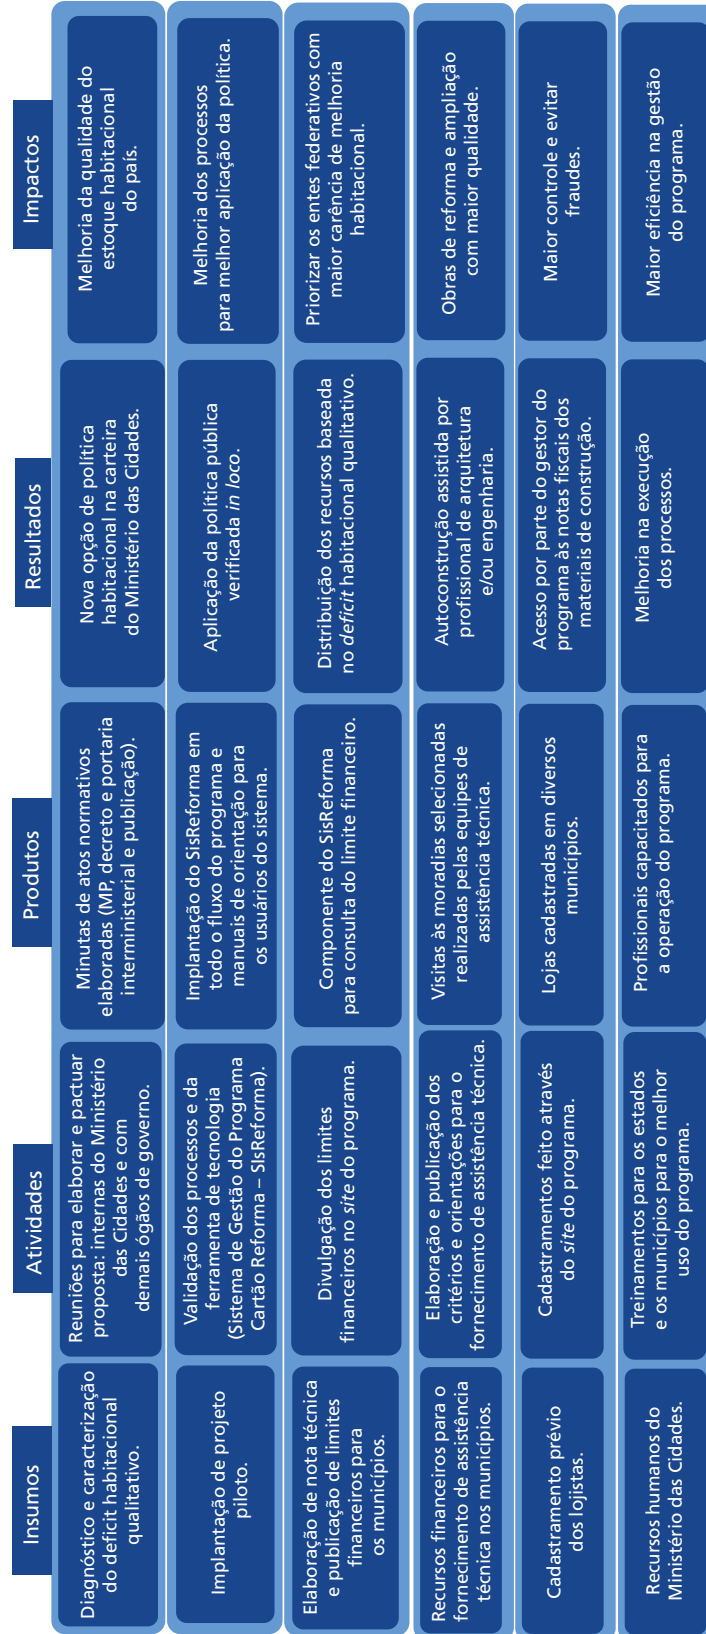 Insumos
Atividades
Produtos
Resultados
Impactos
Diagnóstico e caracterização
do deficit habitacional
qualitativo.
Reuniões para elaborar e pactuar
proposta: internas do Ministério
das Cidades e com
demais ógãos de governo.
Minutas de atos normativos
elaboradas (MP, decreto e portaria
interministerial e publicação).
Nova opção de política
habitacional na carteira
do Ministério das Cidades.
Melhoria da qualidade do
estoque habitacional
do país.
Implantação de projeto
piloto.
Validação dos processos e da
ferramenta de tecnologia
(Sistema de Gestão do Programa
Cartão Reforma – SIsReforma).
Implantação do SisReforma em
todo o fluxo do programa e
manuais de orientação para
os usuários do sistema.
Aplicação da política pública
verificada in loco.
Melhoria dos processos
para melhor aplicação da política.
Elaboração de nota técnica
e publicação de limites
financeiros para
os municípios.
Divulgação dos limites
financeiros no site do programa.
Componente do SisReforma
para consulta do limite financeiro.
Distribuição dos recursos baseada
no deficit habitacional qualitativo.
Priorizar os entes federativos com
maior carência de melhoria
habitacional.
Recursos financeiros para o
fornecimento de assistência
técnica nos municípios.
Elaboração e publicação dos
critérios e orientações para o
fornecimento de assistência técnica.
Visitas às moradias selecionadas
realizadas pelas equipes de
assistência técnica.
Autoconstrução assistida por
profissional de arquitetura
e/ou engenharia.
Obras de reforma e ampliação
com maior qualidade.
Cadastramento prévio
dos lojistas.
Cadastramentos feito através
do site do programa.
Lojas cadastradas em diversos
municípios.
Acesso por parte do gestor do
programa às notas fiscais dos
materiais de construção.
Maior controle e evitar
fraudes.
Recursos humanos do
Ministério das Cidades.
Treinamentos para os estados
e os municípios para o melhor
uso do programa.
Profissionais capacitados para
a operação do programa.
Melhoria na execução
dos processos.
Maior eficiência na gestão
do programa.